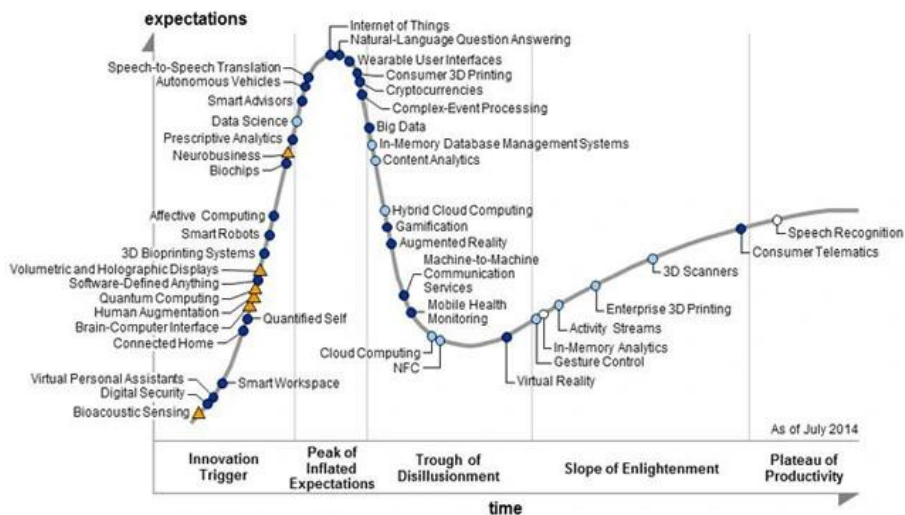 expectations
Internet of Things
Natural-Language Question Answering
Wearable User Interfaces
Speech-to-Speech Translation
Consumer 3D Printing
Autonomous Vehicles
Cryptocurrencies
Smart Advisors
Complex-Event Processing
Data Science
Big Data
Prescriptive Analytics
In-Memory Database Management Systems
Neurobusiness
Content Analytics
Biochips
Hybrid Cloud Computing
Affective Computing
Gamification
Speech Recognition
Smart Robots
Augmented Reality
Consumer Telematics
3D Bioprinting Systems
Machine-to-Machine
Communication
Services
Volumetric and Holographic Displays
3D Scanners
Software-Defined Anything
Quantum Computing
Mobile Health
Monitoring
Enterprise 3D Printing
Human Augmentation
Quantified Self
Brain-Computer Interface
Activity Streams
Connected Home
Cloud Computing
In-Memory Analytics
NFC
Gesture Control
Virtual Personal Assistants
Smart Workspace
Virtual Reality
Digital Security
Bioacoustic Sensing
As of July 2014
Innovation
Trigger
Peak of
Inflated
Expectations
Trough of
Disillusionment
Slope of Enlightenment
Plateau of
Productivity
time